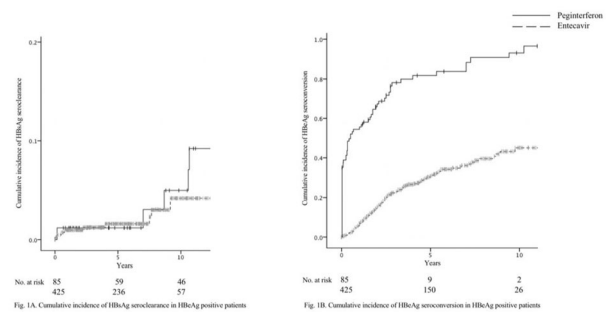 Peginterferon
Entecavir
Cumulative incidence of HBsAg seroclearance
0.2
0.1
0.0
0
5
10
Years
No. at risk 85 59 46
425 236 57
Fig. 1A. Cumulative incidence of HBsAg seroclearance in HBeAg positive patients
Cumulative incidence of HBeAg seroconversion
1.0
0.8
0.6
0.4
0.2
0.0
0
5
10
Years
No. at risk 85 9 2
425 150 26
Fig. 1B. Cumulative incidence of HBeAg seroconversion in HBeAg positive patients